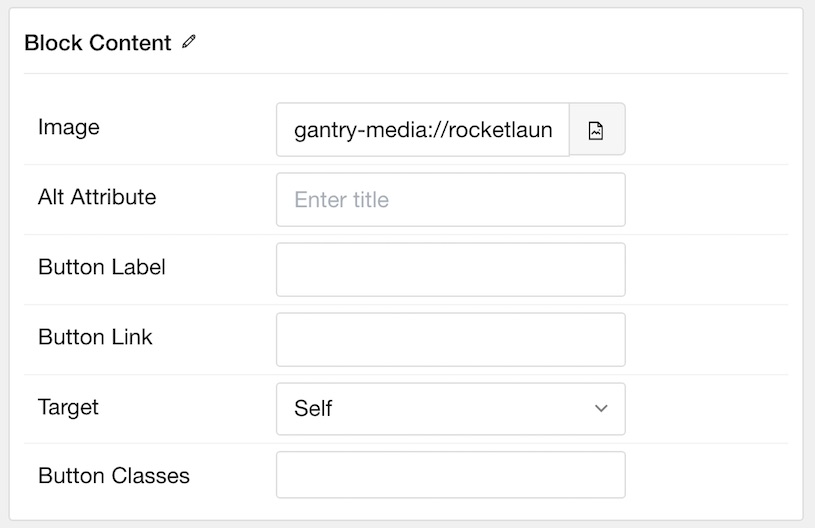 Block Content
Image
gantry-media://rocketlaun
Alt Attribute
Enter title
Button Label
Button Link
Target
Self
Button Classes